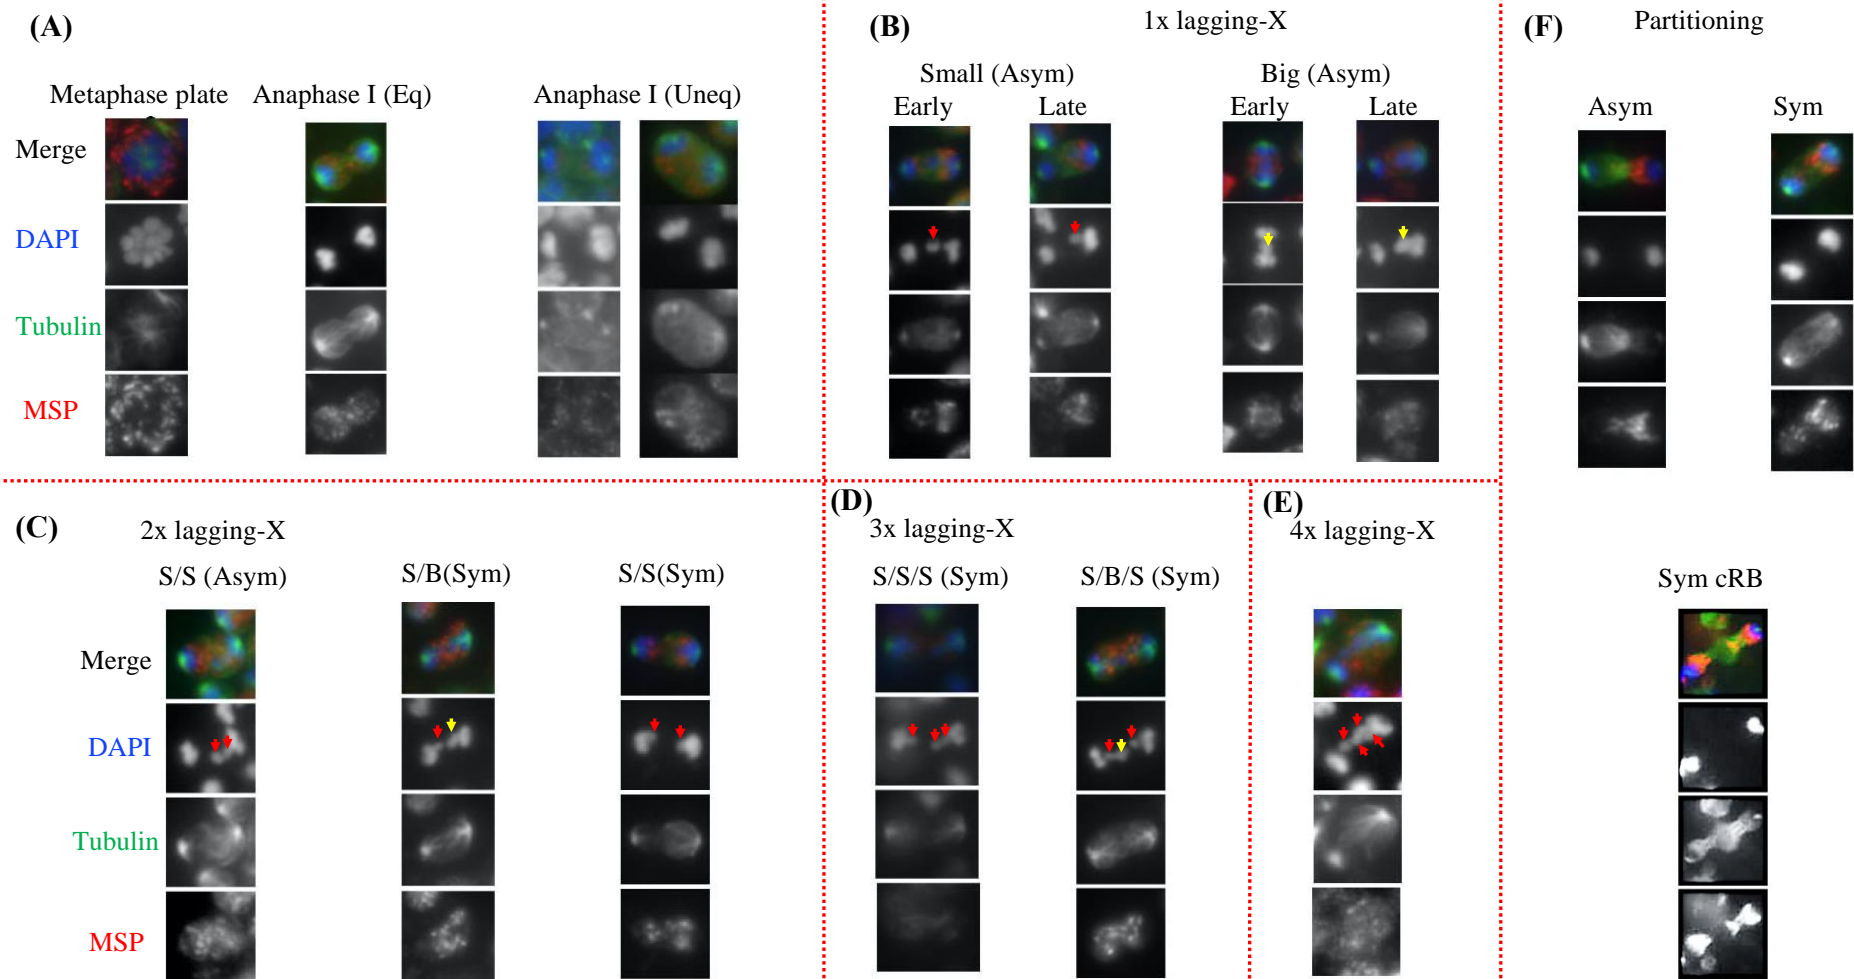 (A)
Metaphase plate
Anaphase I (Eq)
Anaphase I (Uneq)
Merge
DAPI
Tubulin
MSP
(B)
1x lagging-X
Small (Asym)
Big (Asym)
Early
Late
Early
Late
(F)
Partitioning
Asym
Sym
(C)
2x lagging-X
S/S (Asym)
S/B(Sym)
S/S(Sym)
Merge
DAPI
Tubulin
MSP
(D)
3x lagging-X
S/S/S (Sym)
S/B/S (Sym)
(E)
4x lagging-X
Sym cRB